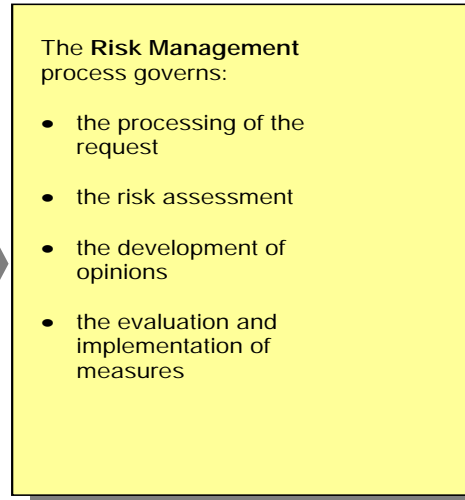 The Risk Management
process governs:
• the processing of the
request
• the risk assessment
• the development of
opinions
• the evaluation and
implementation of
measures